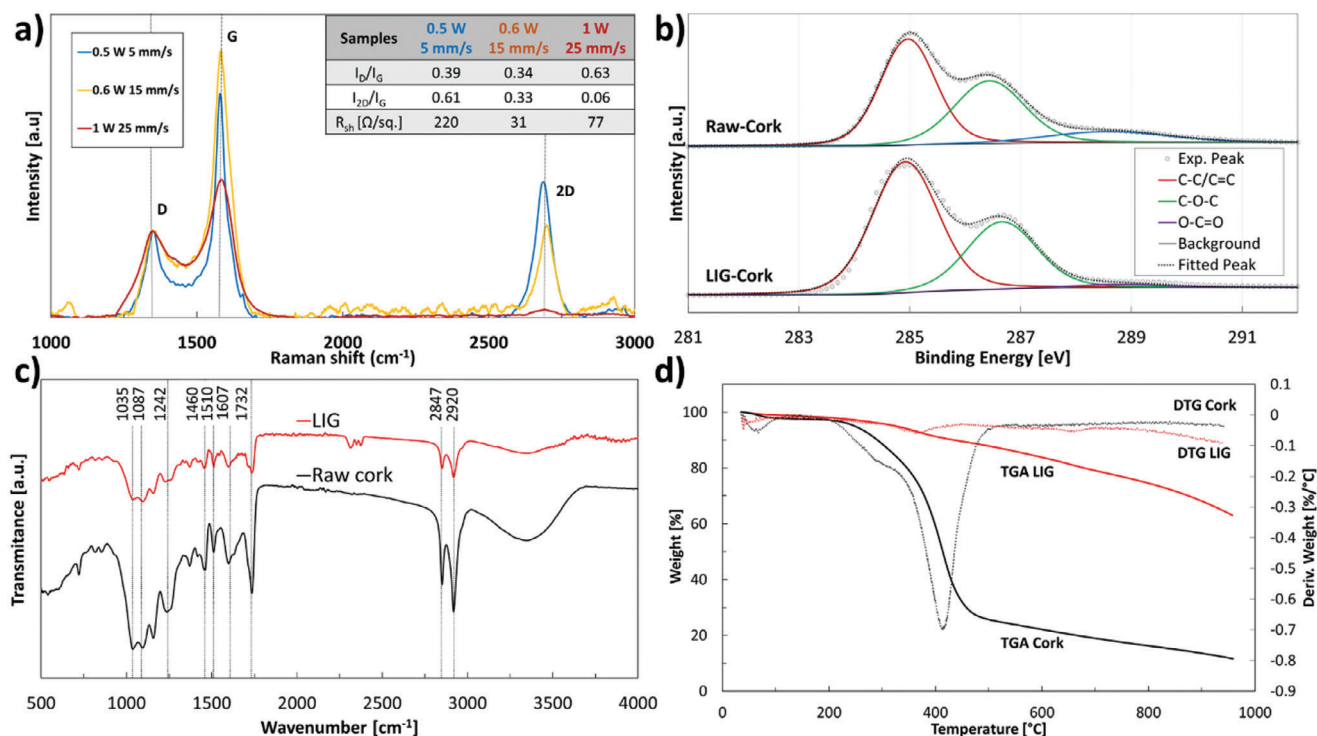 a)
0.5 W 5 mm/s
0.6 W 15 mm/s
1 W 25 mm/s
D
G
2D
Samples 0.5 W 5 mm/s 0.6 W 15 mm/s 1 W 25 mm/s
I_D/I_G 0.39 0.34 0.63
I_2D/I_G 0.61 0.33 0.06
R_sh [Ω/sq.] 220 31 77
Intensity [a.u]
1000 1500 2000 2500 3000
Raman shift (cm⁻¹)
b)
Raw-Cork
LIG-Cork
Exp. Peak
C-C/C=C
C-O-C
O-C=O
Background
Fitted Peak
Intensity [a.u.]
281 283 285 287 289 291
Binding Energy [eV]
c)
1035
1087
1242
1460
1510
1607
1732
2847
2920
LIG
Raw cork
Transmitance [a.u.]
500 1000 1500 2000 2500 3000 3500 4000
Wavenumber [cm⁻¹]
d)
100
80
60
40
20
0
Weight [%]
DTG Cork
DTG LIG
TGA LIG
TGA Cork
0.1
0
-0.1
-0.2
-0.3
-0.4
-0.5
-0.6
-0.7
-0.8
-0.9
Deriv. Weight [%/°C]
0 200 400 600 800 1000
Temperature [°C]